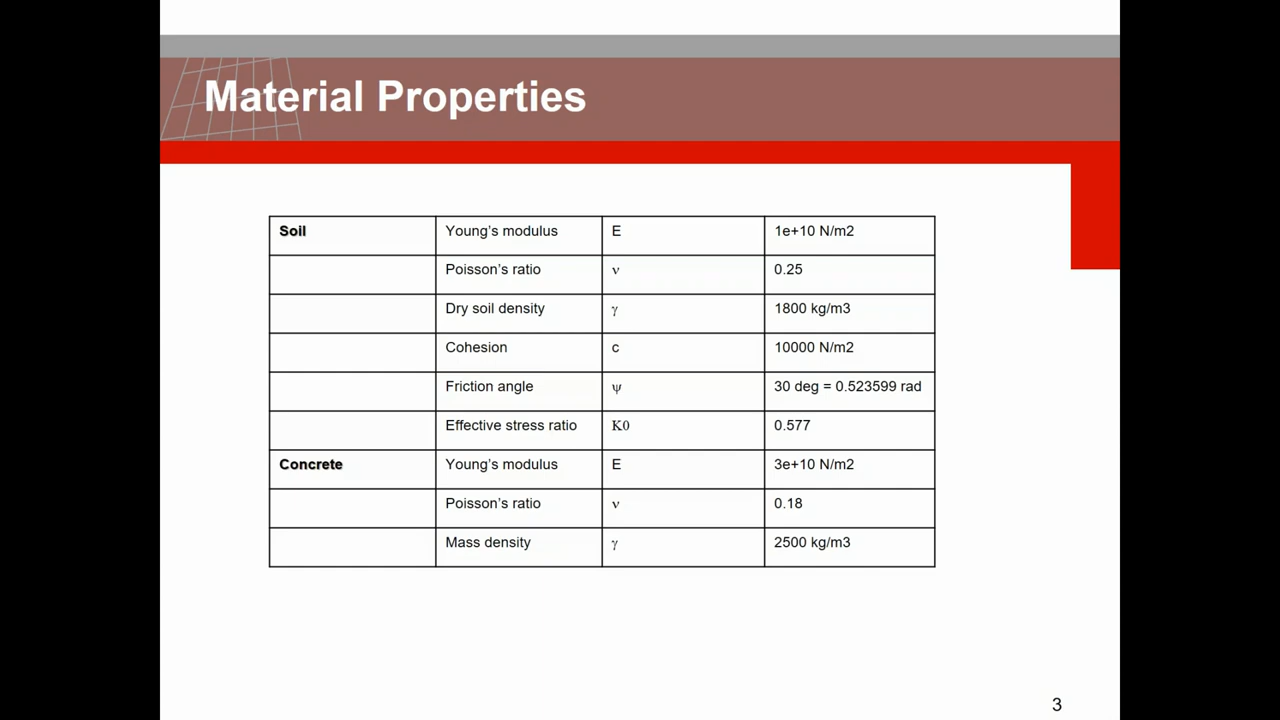 Material Properties
Soil Young's modulus E 1e+10 N/m2
Poisson's ratio ν 0.25
Dry soil density γ 1800 kg/m3
Cohesion c 10000 N/m2
Friction angle ψ 30 deg = 0.523599 rad
Effective stress ratio K0 0.577
Concrete Young's modulus E 3e+10 N/m2
Poisson's ratio ν 0.18
Mass density γ 2500 kg/m3
3